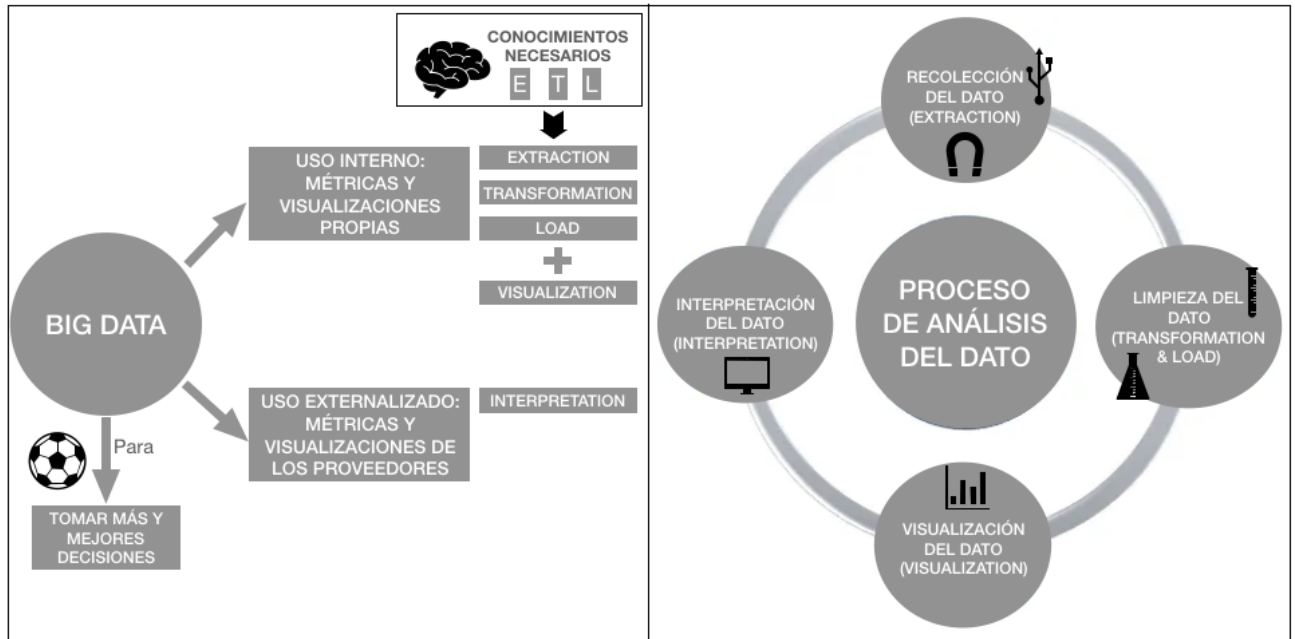 CONOCIMIENTOS
NECESARIOS
E T L
USO INTERNO:
MÉTRICAS Y
VISUALIZACIONES
PROPIAS
EXTRACTION
TRANSFORMATION
LOAD
VISUALIZATION
BIG DATA
USO EXTERNALIZADO:
MÉTRICAS Y
VISUALIZACIONES DE
LOS PROVEEDORES
INTERPRETATION
Para
TOMAR MÁS Y
MEJORES
DECISIONES
RECOLECCIÓN
DEL DATO
(EXTRACTION)
PROCESO
DE ANÁLISIS
DEL DATO
LIMPIEZA DEL
DATO
(TRANSFORMATION
& LOAD)
VISUALIZACIÓN
DEL DATO
(VISUALIZATION)
INTERPRETACIÓN
DEL DATO
(INTERPRETATION)